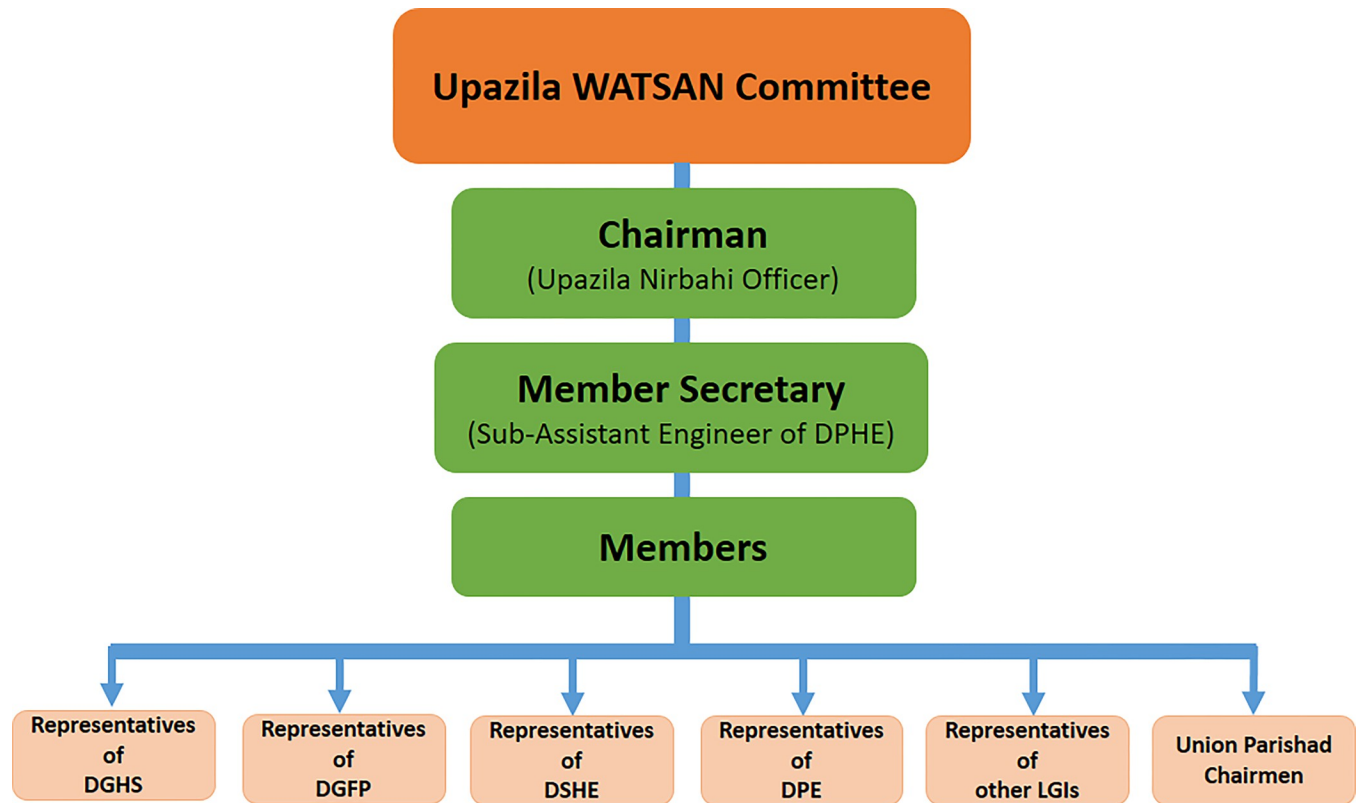 Upazila WATSAN Committee
Chairman
(Upazila Nirbahi Officer)
Member Secretary
(Sub-Assistant Engineer of DPHE)
Members
Representatives
of
DGHS
Representatives
of
DGFP
Representatives
of
DSHE
Representatives
of
DPE
Representatives
of
other LGIs
Union Parishad
Chairmen